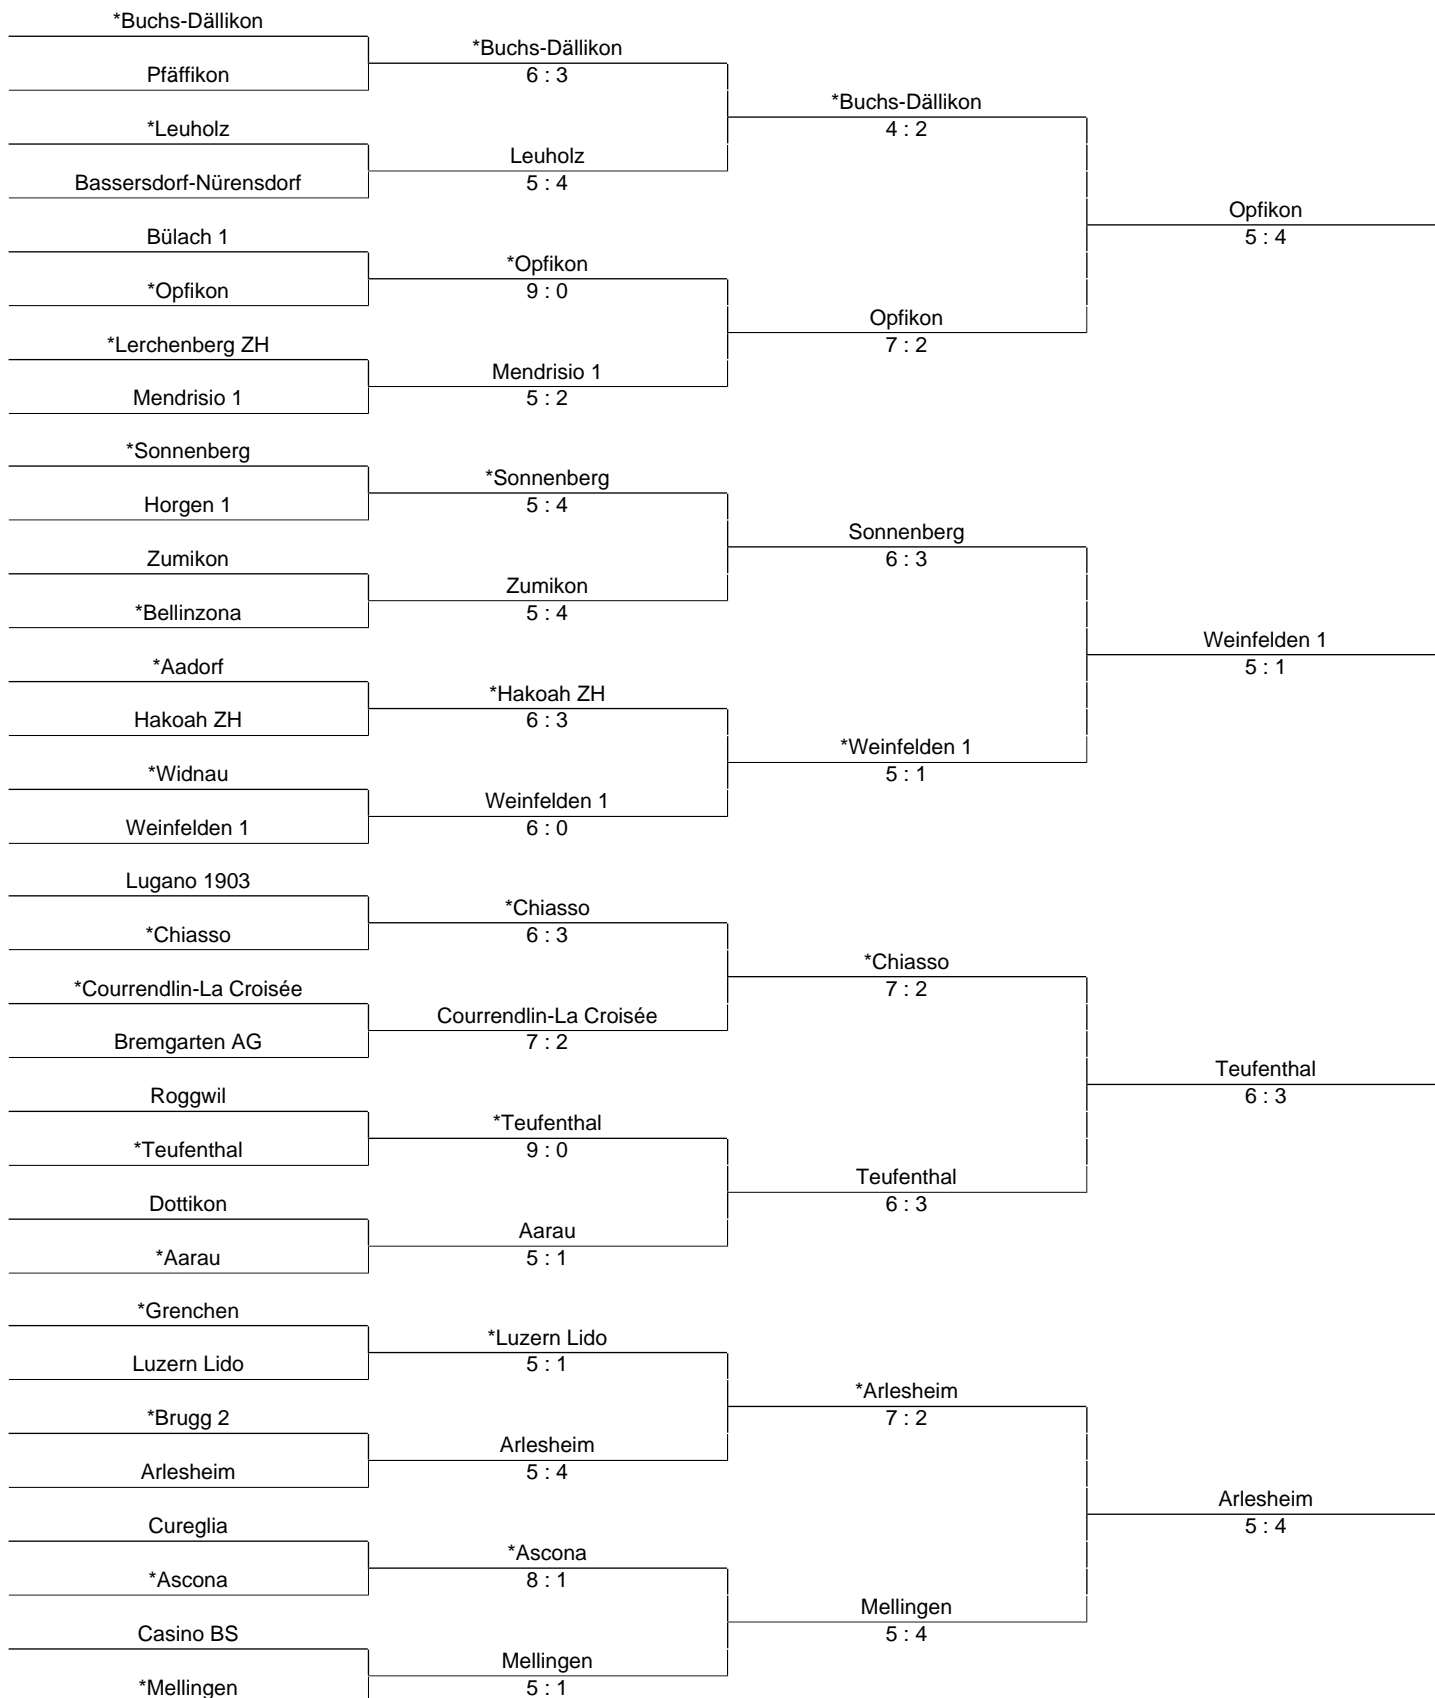 *Buchs-Dällikon
*Buchs-Dällikon
6 : 3
Pfäffikon
*Buchs-Dällikon
4 : 2
*Leuholz
Leuholz
5 : 4
Bassersdorf-Nürensdorf
Opfikon
5 : 4
Bülach 1
*Opfikon
9 : 0
*Opfikon
Opfikon
7 : 2
*Lerchenberg ZH
Mendrisio 1
5 : 2
Mendrisio 1
*Sonnenberg
*Sonnenberg
5 : 4
Horgen 1
Sonnenberg
6 : 3
Zumikon
Zumikon
5 : 4
*Bellinzona
Weinfelden 1
5 : 1
*Aadorf
*Hakoah ZH
6 : 3
Hakoah ZH
*Weinfelden 1
5 : 1
*Widnau
Weinfelden 1
6 : 0
Weinfelden 1
Lugano 1903
*Chiasso
6 : 3
*Chiasso
*Chiasso
7 : 2
*Courrendlin-La Croisée
Courrendlin-La Croisée
7 : 2
Bremgarten AG
Teufenthal
6 : 3
Roggwil
*Teufenthal
9 : 0
*Teufenthal
Teufenthal
6 : 3
Dottikon
Aarau
5 : 1
*Aarau
*Grenchen
*Luzern Lido
5 : 1
Luzern Lido
*Arlesheim
7 : 2
*Brugg 2
Arlesheim
5 : 4
Arlesheim
Arlesheim
5 : 4
Cureglia
*Ascona
8 : 1
*Ascona
Mellingen
5 : 4
Casino BS
Mellingen
5 : 1
*Mellingen